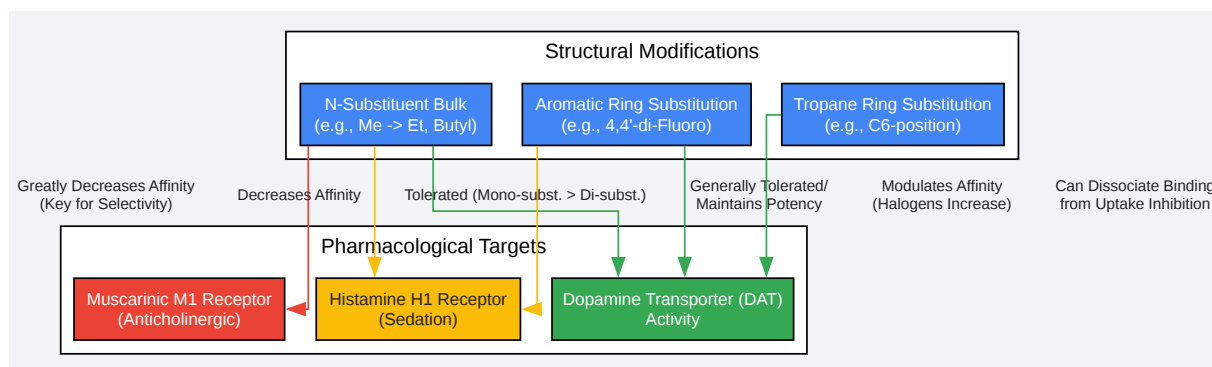 Structural Modifications
N-Substituent Bulk
(e.g., Me -> Et, Butyl)
Aromatic Ring Substitution
(e.g., 4,4'-di-Fluoro)
Tropane Ring Substitution
(e.g., C6-position)
Greatly Decreases Affinity
(Key for Selectivity)
Decreases Affinity
Tolerated (Mono-subst. > Di-subst.)
Generally Tolerated/
Maintains Potency
Modulates Affinity
(Halogens Increase)
Can Dissociate Binding
from Uptake Inhibition
Pharmacological Targets
Muscarinic M1 Receptor
(Anticholinergic)
Histamine H1 Receptor
(Sedation)
Dopamine Transporter (DAT)
Activity